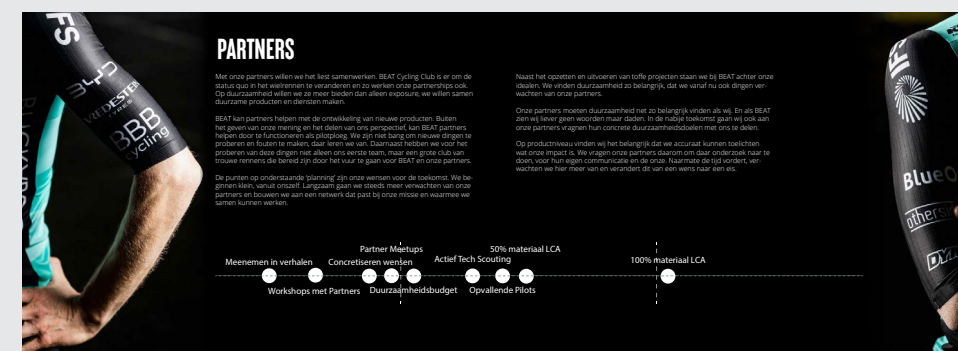 PARTNERS
Met onze partners willen we het liest samenwerken. BEAT Cycling Club is er om de
status quo in het wielrennen te veranderen en zo werken onze partnerships ook.
Op duurzaamheid willen we ze meer bieden dan alleen exposure, we willen samen
duurzame producten en diensten maken.
BEAT kan partners helpen met de ontwikkeling van nieuwe producten. Buiten
het geven van onze mening en het delen van ons perspectief, kan BEAT partners
helpen door te functioneren als pilotploeg. We zijn niet bang om nieuwe dingen te
proberen en fouten te maken, daar leren we van. Daarnaast hebben we voor het
proberen van deze dingen niet alleen ons eerste team, maar een grote club van
trouwe rennens die bereid zijn door het vuur te gaan voor BEAT en onze partners.
De punten op onderstaande 'planning' zijn onze wensen voor de toekomst. We be-
ginnen klein, vanuit onszelf. Langzaam gaan we steeds meer verwachten van onze
partners en bouwen we aan een netwerk dat past bij onze missie en waarmee we
samen kunnen werken.
Naast het opzetten en uitvoeren van toffe projecten staan we bij BEAT achter onze
idealen. We vinden duurzaamheid zo belangrijk, dat we vanaf nu ook dingen ver-
wachten van onze partners.
Onze partners moeten duurzaamheid net zo belangrijk vinden als wij. En als BEAT
zien wij liever geen woorden maar daden. In de nabije toekomst gaan wij ook aan
onze partners vragnen hun concrete duurzaamheidsdoelen met ons te delen.
Op productniveau vinden wij het belangrijk dat we accuraat kunnen toelichten
wat onze impact is. We vragen onze partners daarom om daar onderzoek naar te
doen, voor hun eigen communicatie en de onze. Naarmate de tijd vordert, ver-
wachten we hier meer van en verandert dit van een wens naar een eis.
Partner Meetups
50% materiaal LCA
Meenemen in verhalen
Concretiseren wensen
Actief Tech Scouting
100% materiaal LCA
Workshops met Partners
Duurzaamheidsbudget
Opvallende Pilots
FS
BYD
VREDESTEIN
TYRES
BBB
cycling
BlueO
others